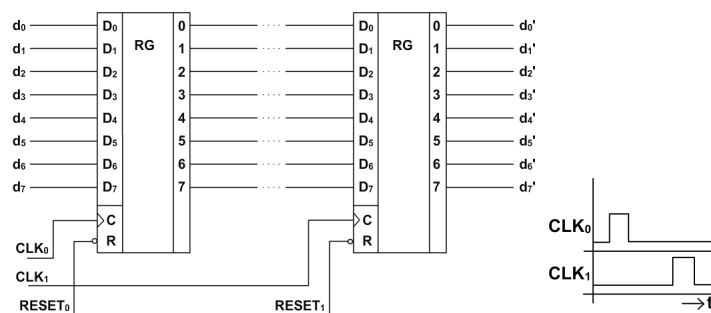 d₀ D₀ RG 0 D₀ RG 0 d₀'
d₁ D₁ 1 D₁ 1 d₁'
d₂ D₂ 2 D₂ 2 d₂'
d₃ D₃ 3 D₃ 3 d₃'
d₄ D₄ 4 D₄ 4 d₄'
d₅ D₅ 5 D₅ 5 d₅'
d₆ D₆ 6 D₆ 6 d₆'
d₇ D₇ 7 D₇ 7 d₇'
C C
R R
CLK₀
CLK₁
RESET₀ RESET₁
CLK₀
CLK₁
t